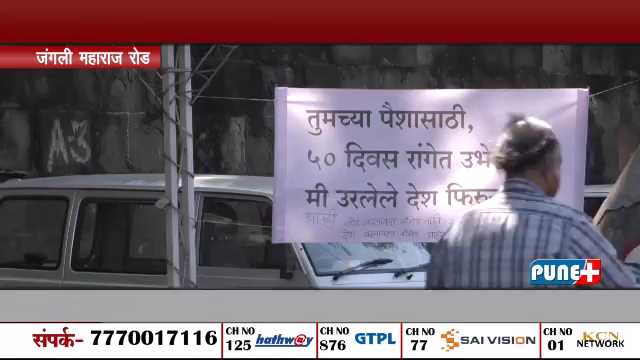 जंगली महाराज रोड
A3
तुमच्या पैशासाठी,
५० दिवस रांगेत उभे
मी उरलेले देश फिरु
PUNE+
संपर्क- 7770017116
CH NO 125 hathw@y
CH NO 876 GTPL
CH NO 77 SAI VISION
CH NO 01 KCN NETWORK